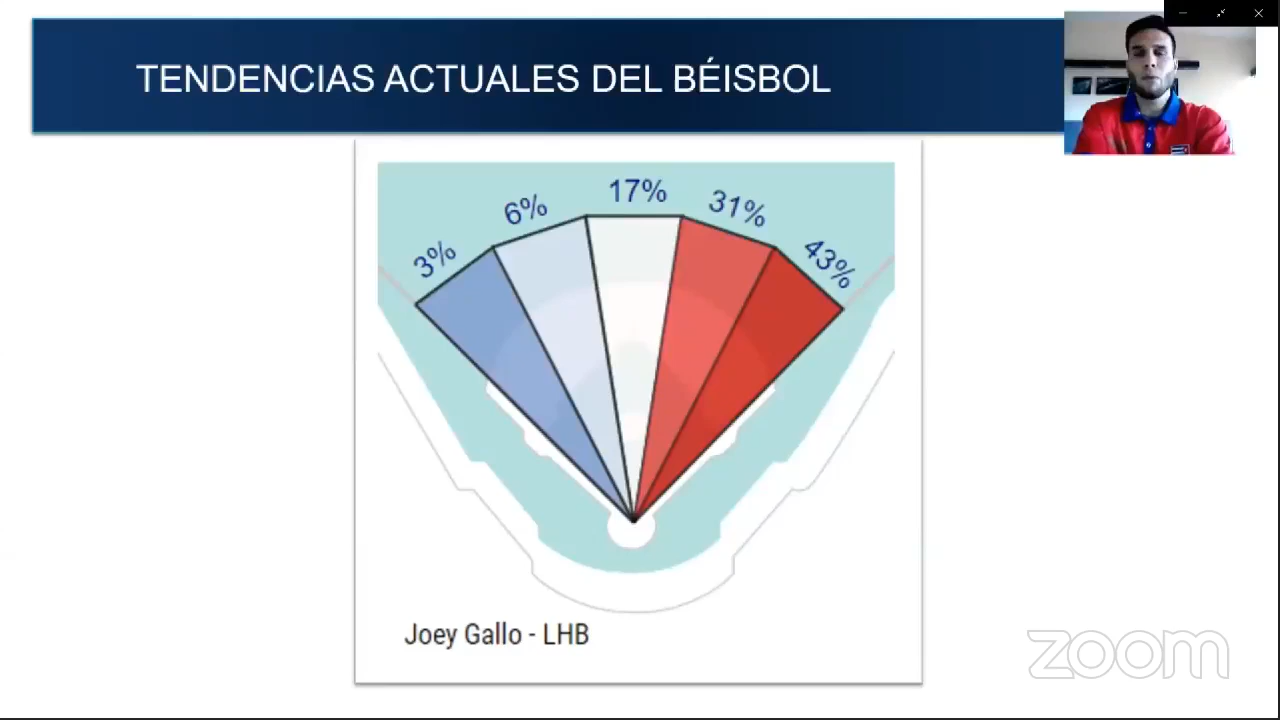 TENDENCIAS ACTUALES DEL BÉISBOL
3%
6%
17%
31%
43%
Joey Gallo - LHB
zoom